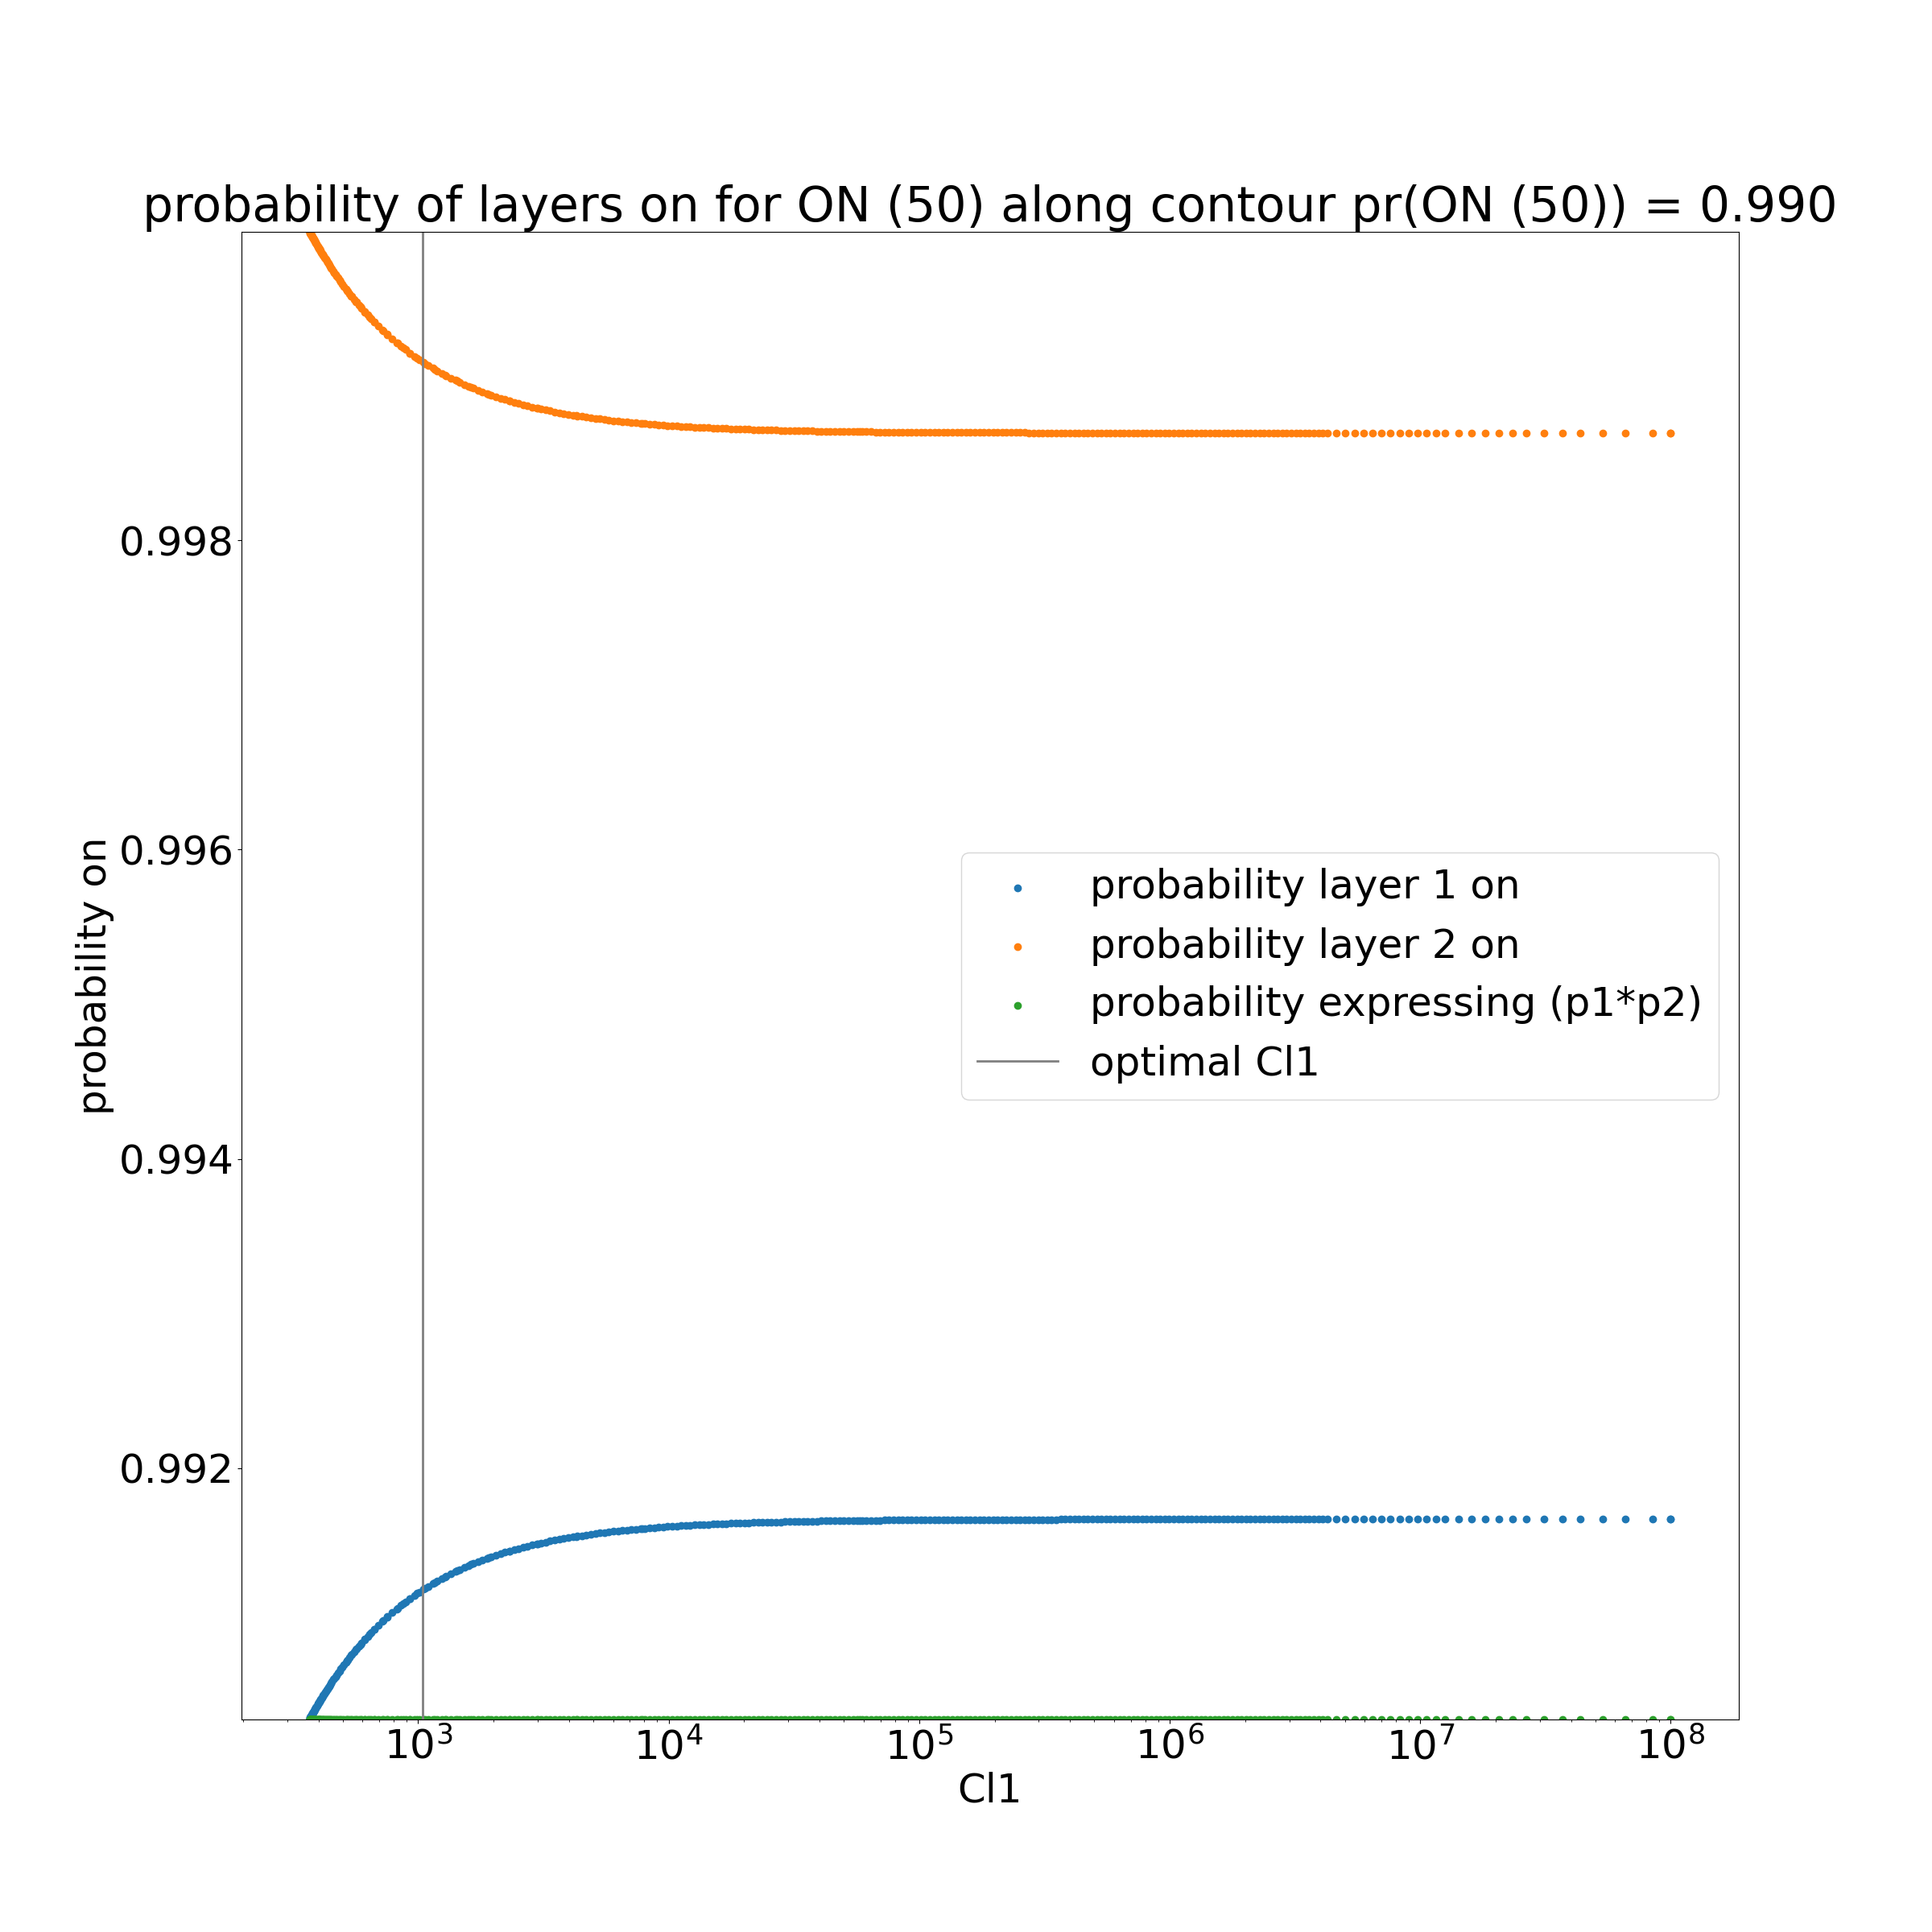 probability of layers on for ON (50) along contour pr(ON (50)) = 0.990
probability on
0.998
0.996
0.994
0.992
probability layer 1 on
probability layer 2 on
probability expressing (p1*p2)
optimal Cl1
10³ 10⁴ 10⁵ 10⁶ 10⁷ 10⁸
Cl1